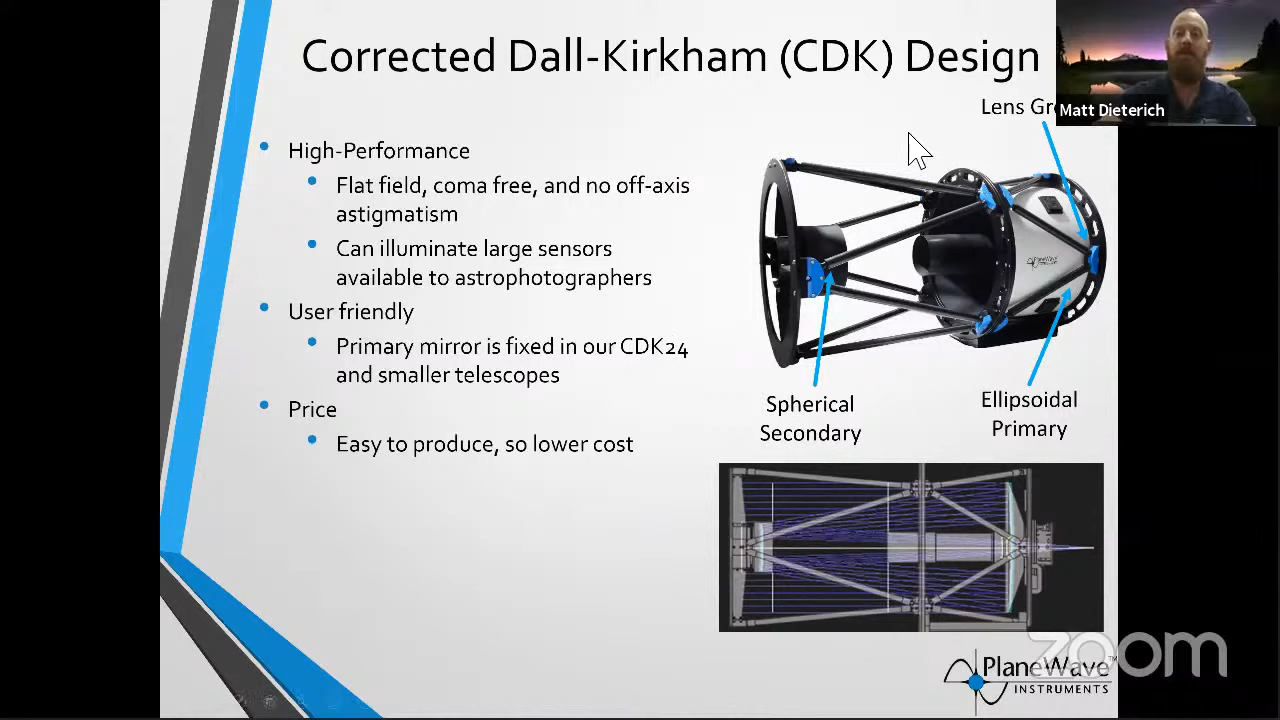 Corrected Dall-Kirkham (CDK) Design
Lens Gr
Matt Dieterich
• High-Performance
• Flat field, coma free, and no off-axis
astigmatism
• Can illuminate large sensors
available to astrophotographers
• User friendly
• Primary mirror is fixed in our CDK24
and smaller telescopes
• Price
• Easy to produce, so lower cost
PlaneWave
INSTRUMENTS
Spherical
Secondary
Ellipsoidal
Primary
zoom
PlaneWave™
INSTRUMENTS